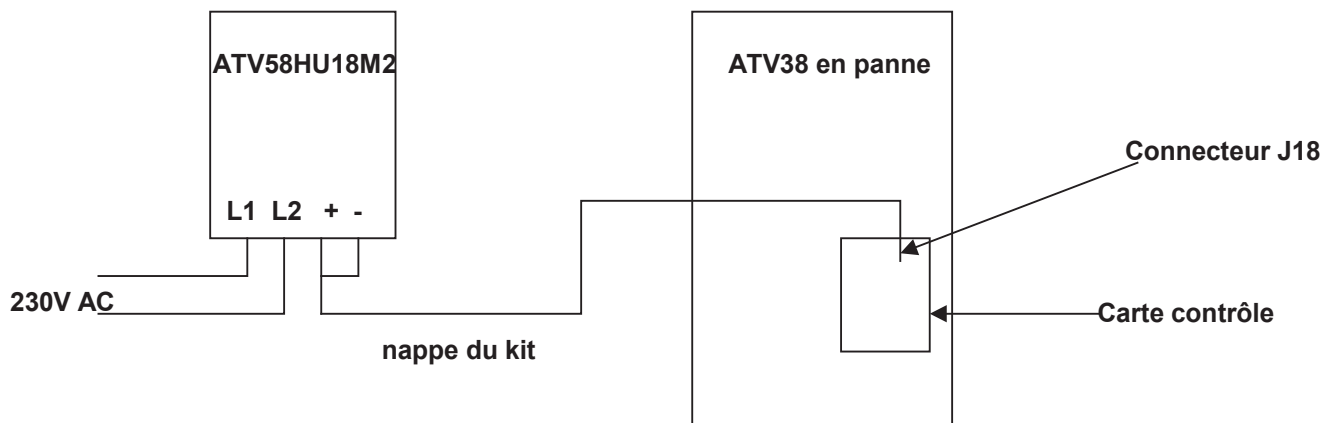 ATV58HU18M2
ATV38 en panne
Connecteur J18
L1 L2 + -
230V AC
Carte contrôle
nappe du kit